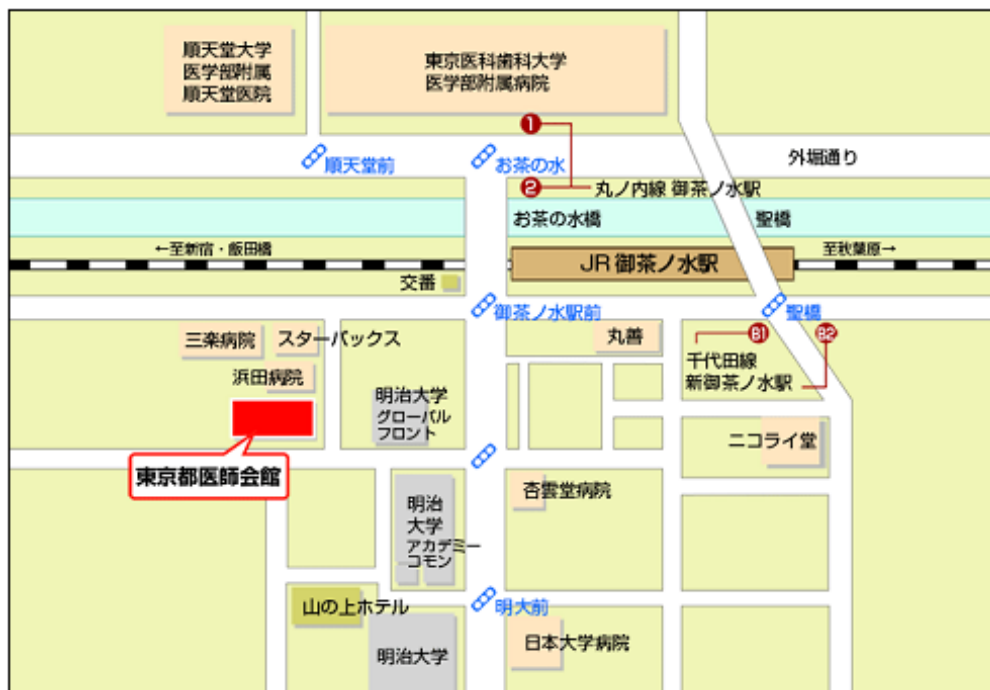 順天堂大学
医学部附属
順天堂医院
東京医科歯科大学
医学部附属病院
1
順天堂前
お茶の水
外堀通り
2
丸ノ内線 御茶ノ水駅
お茶の水橋
聖橋
←至新宿・飯田橋
JR 御茶ノ水駅
至秋葉原→
交番
御茶ノ水駅前
聖橋
三楽病院
スターバックス
丸善
B1
B2
千代田線
新御茶ノ水駅
浜田病院
明治大学
グローバル
フロント
ニコライ堂
東京都医師会館
杏雲堂病院
明治
大学
アカデミー
コモン
山の上ホテル
明大前
明治大学
日本大学病院